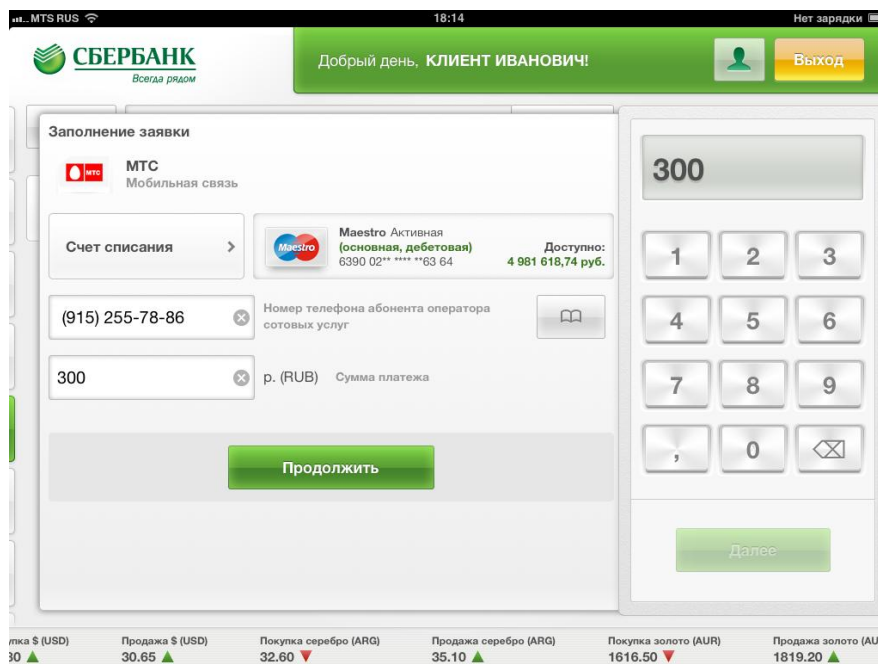 MTS RUS 18:14 Нет зарядки
СБЕРБАНК
Всегда рядом
Добрый день, КЛИЕНТ ИВАНОВИЧ!
Выход
Заполнение заявки
МТС
Мобильная связь
мтс
Счет списания
Maestro
Maestro Активная
(основная, дебетовая)
6390 02** **** **63 64
Доступно:
4 981 618,74 руб.
(915) 255-78-86
Номер телефона абонента оператора
сотовых услуг
300
р. (RUB) Сумма платежа
Продолжить
300
1 2 3
4 5 6
7 8 9
, 0
Далее
$ (USD) Продажа $ (USD) Покупка серебро (ARG) Продажа серебро (ARG) Покупка золото (AUR) Продажа золото
30.65 ▲ 32.60 ▼ 35.10 ▲ 1616.50 ▼ 1819.20 ▲